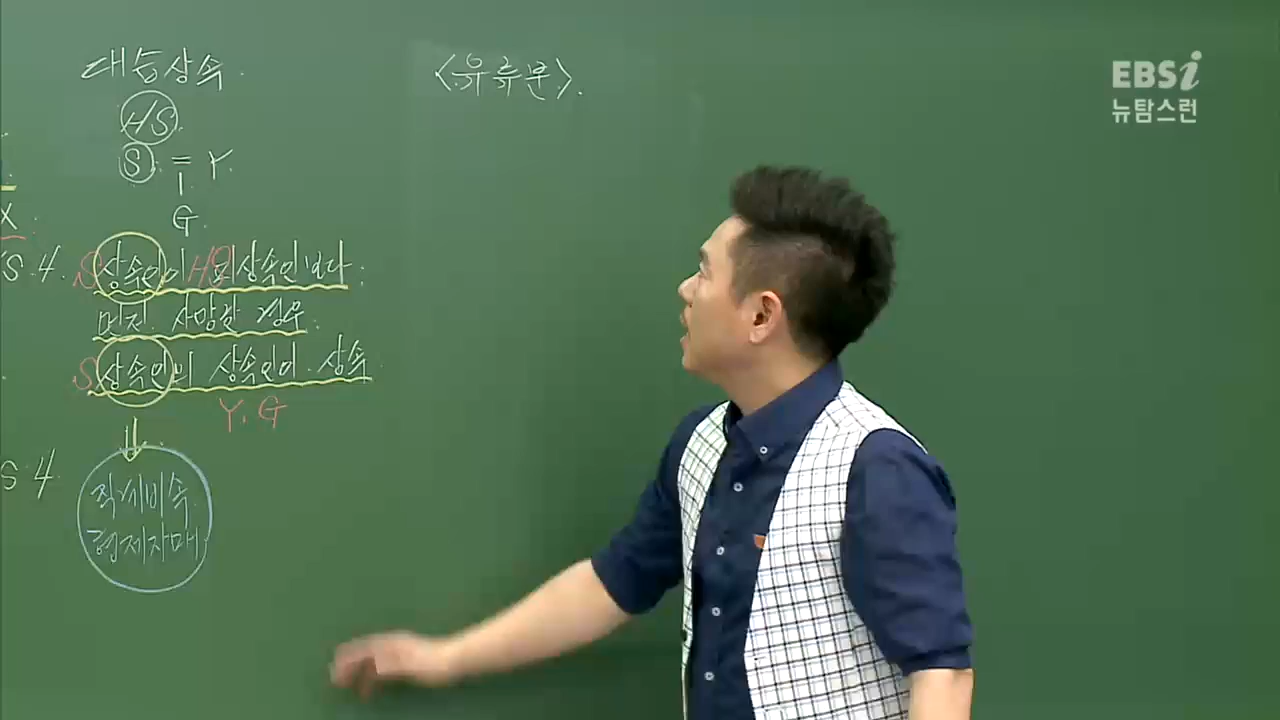 대습상속.
HS
S = Y.
G.
S 상속인이 HS 피상속인보다
먼저 사망한 경우.
S 상속인의 상속인이 상속
Y. G
직계비속
형제자매
S 4.
S 4.
X
<유류분>.
EBSi
뉴탐스런